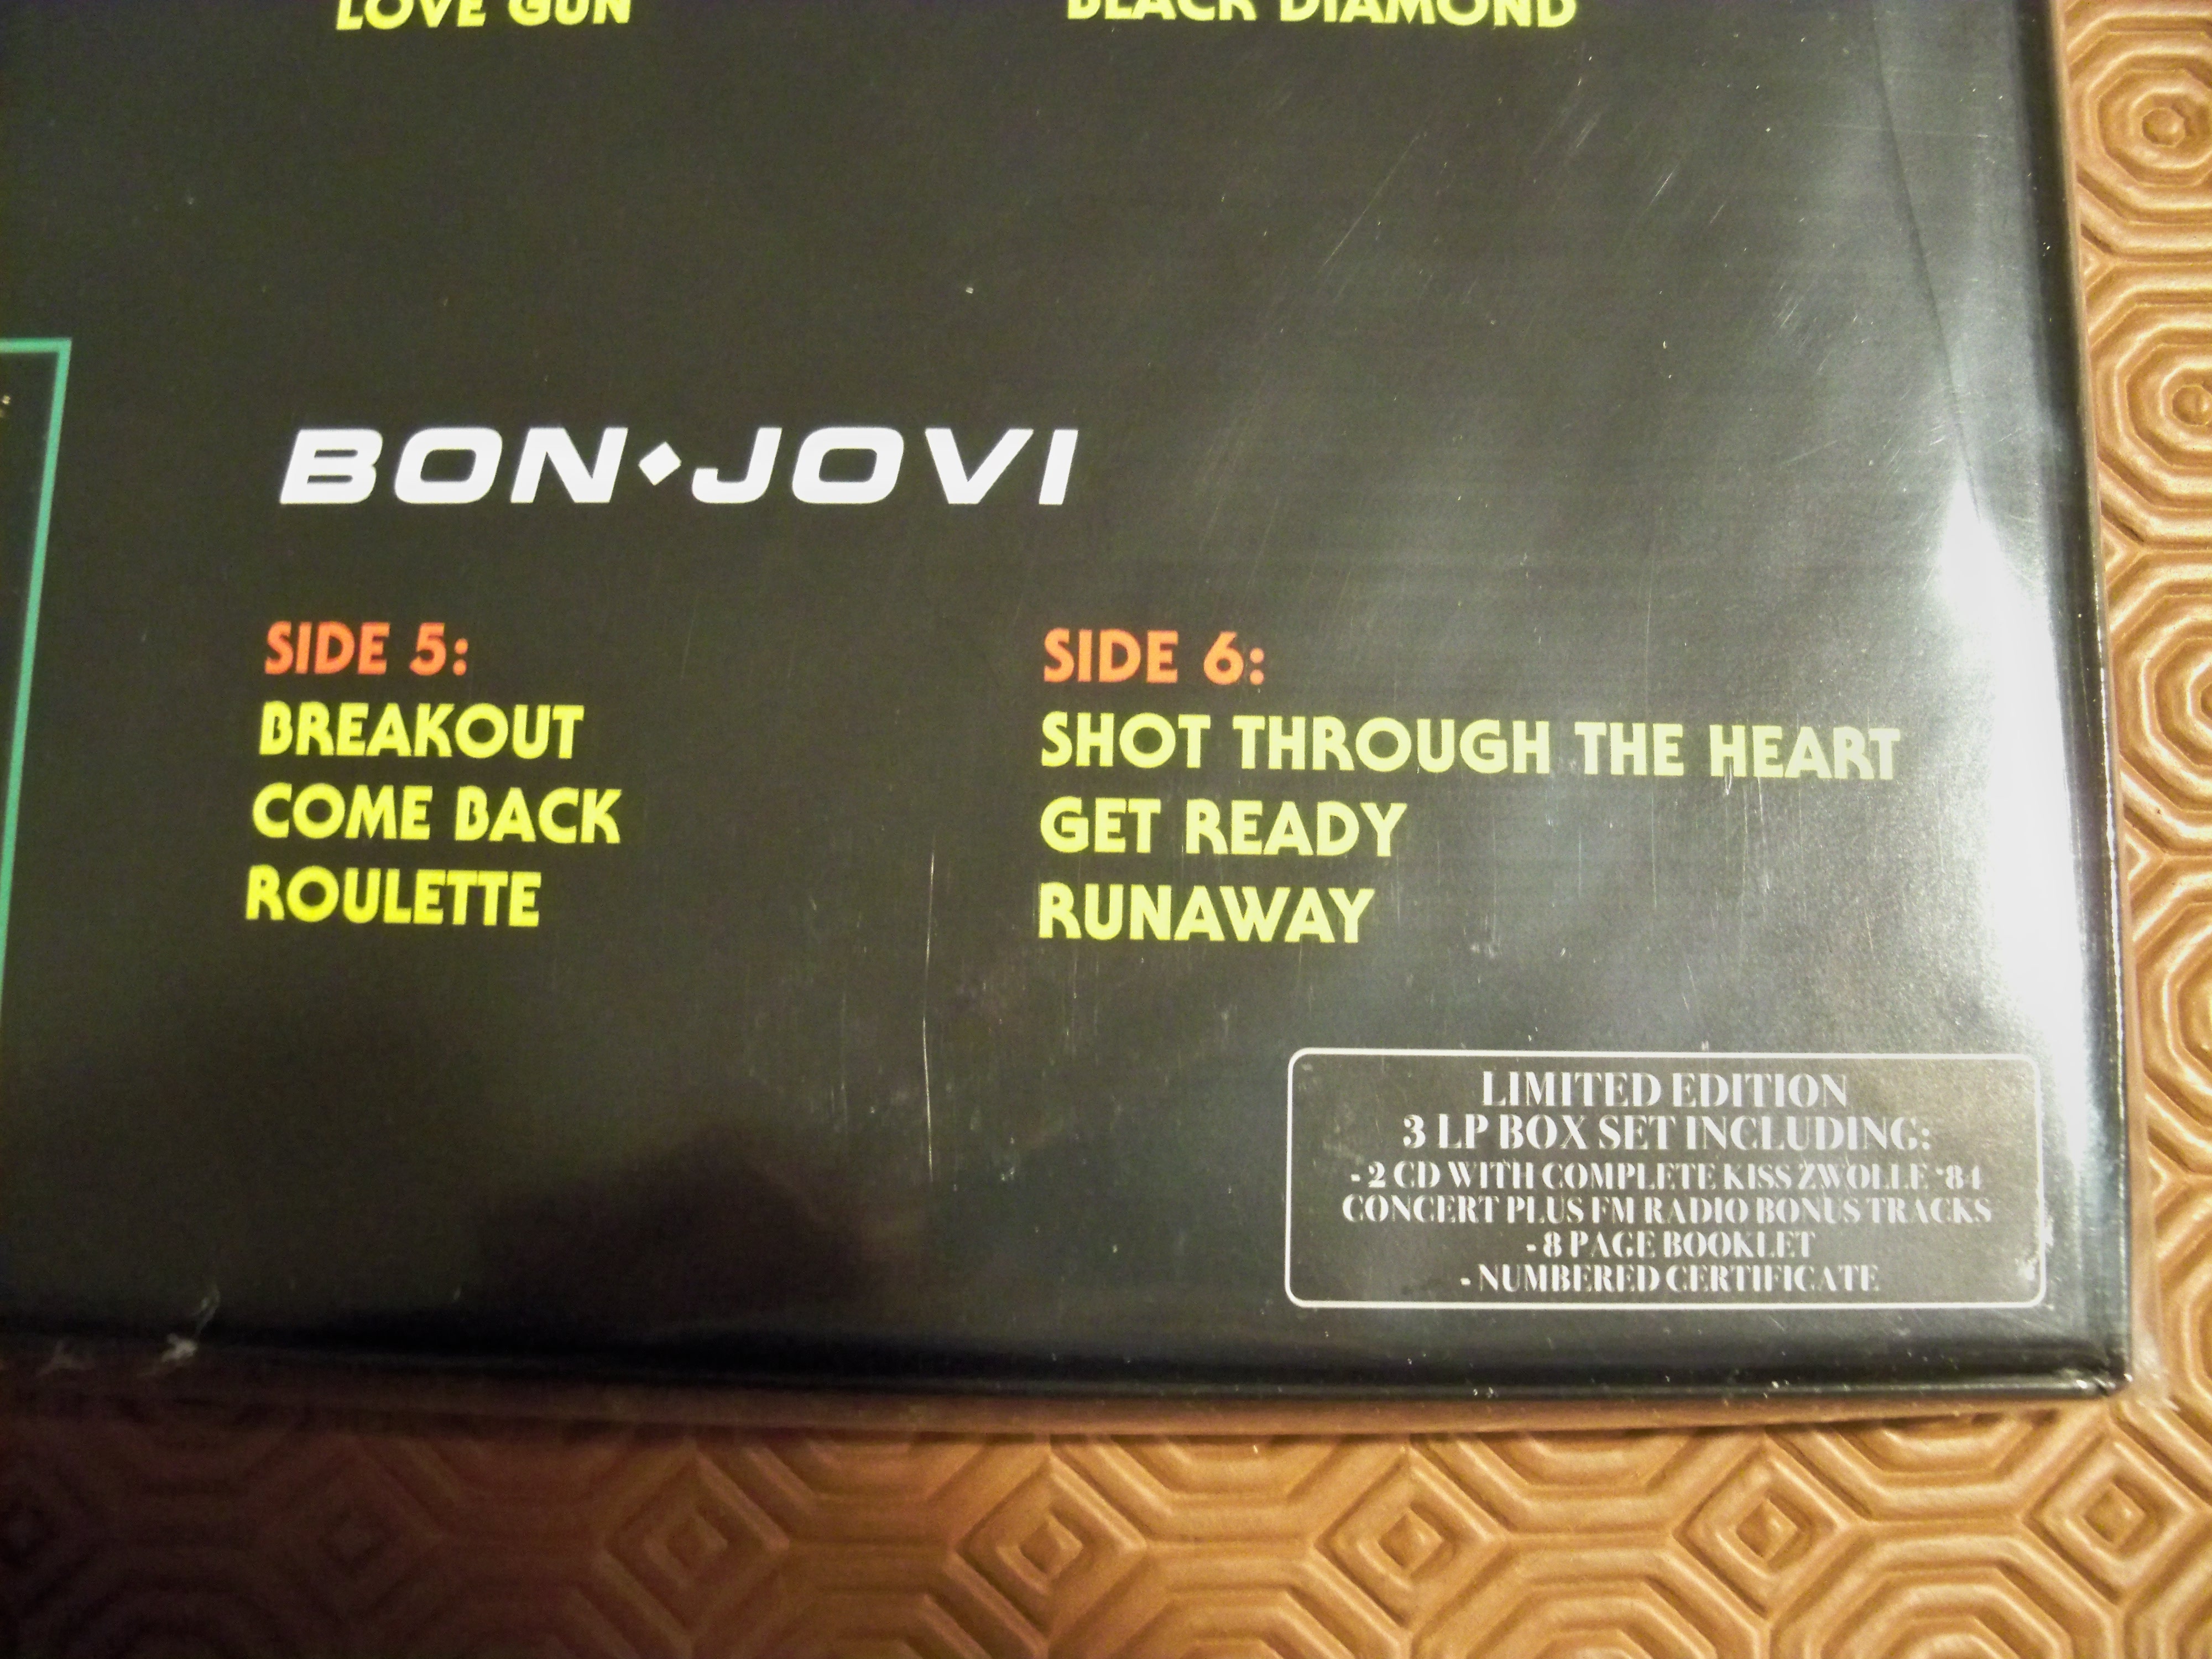 LOVE GUN
BLACK DIAMOND
BON JOVI
SIDE 5:
BREAKOUT
COME BACK
ROULETTE
SIDE 6:
SHOT THROUGH THE HEART
GET READY
RUNAWAY
LIMITED EDITION
3 LP BOX SET INCLUDING:
- 2 CD WITH COMPLETE KISS ZWOLLE '84
CONCERT PLUS FM RADIO BONUS TRACKS
- 8 PAGE BOOKLET
- NUMBERED CERTIFICATE